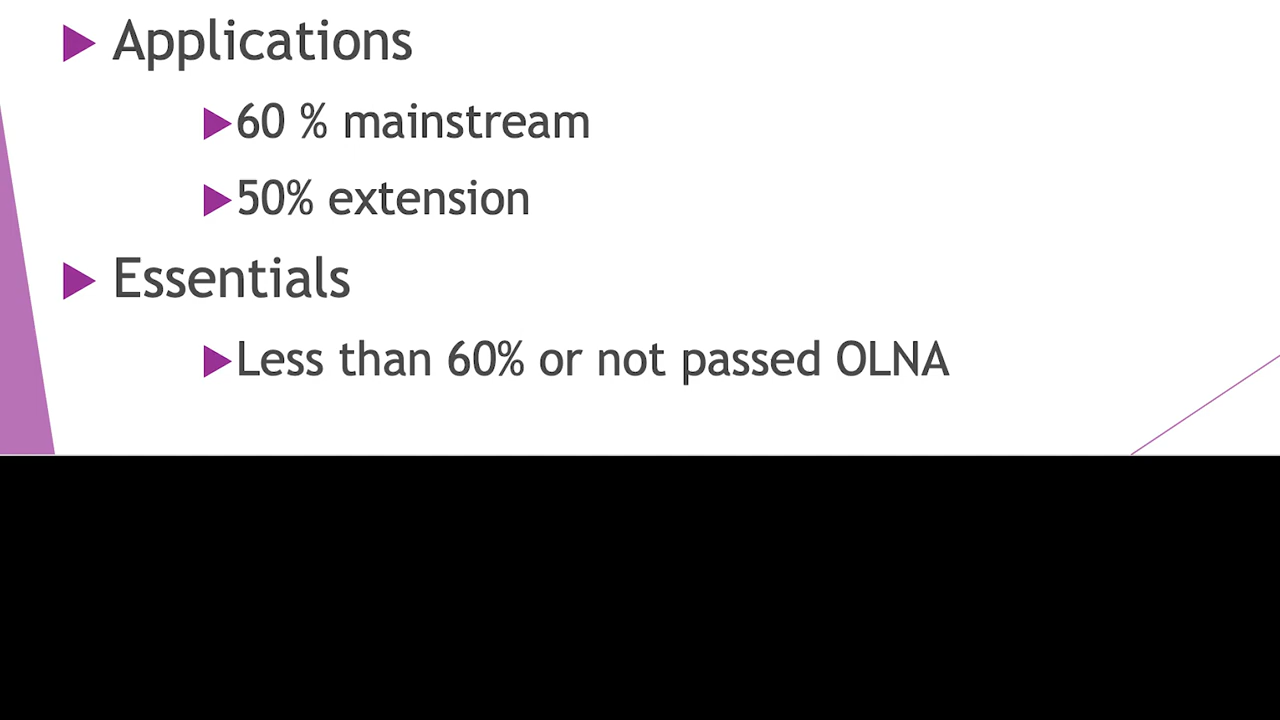 Applications
60 % mainstream
50% extension
Essentials
Less than 60% or not passed OLNA